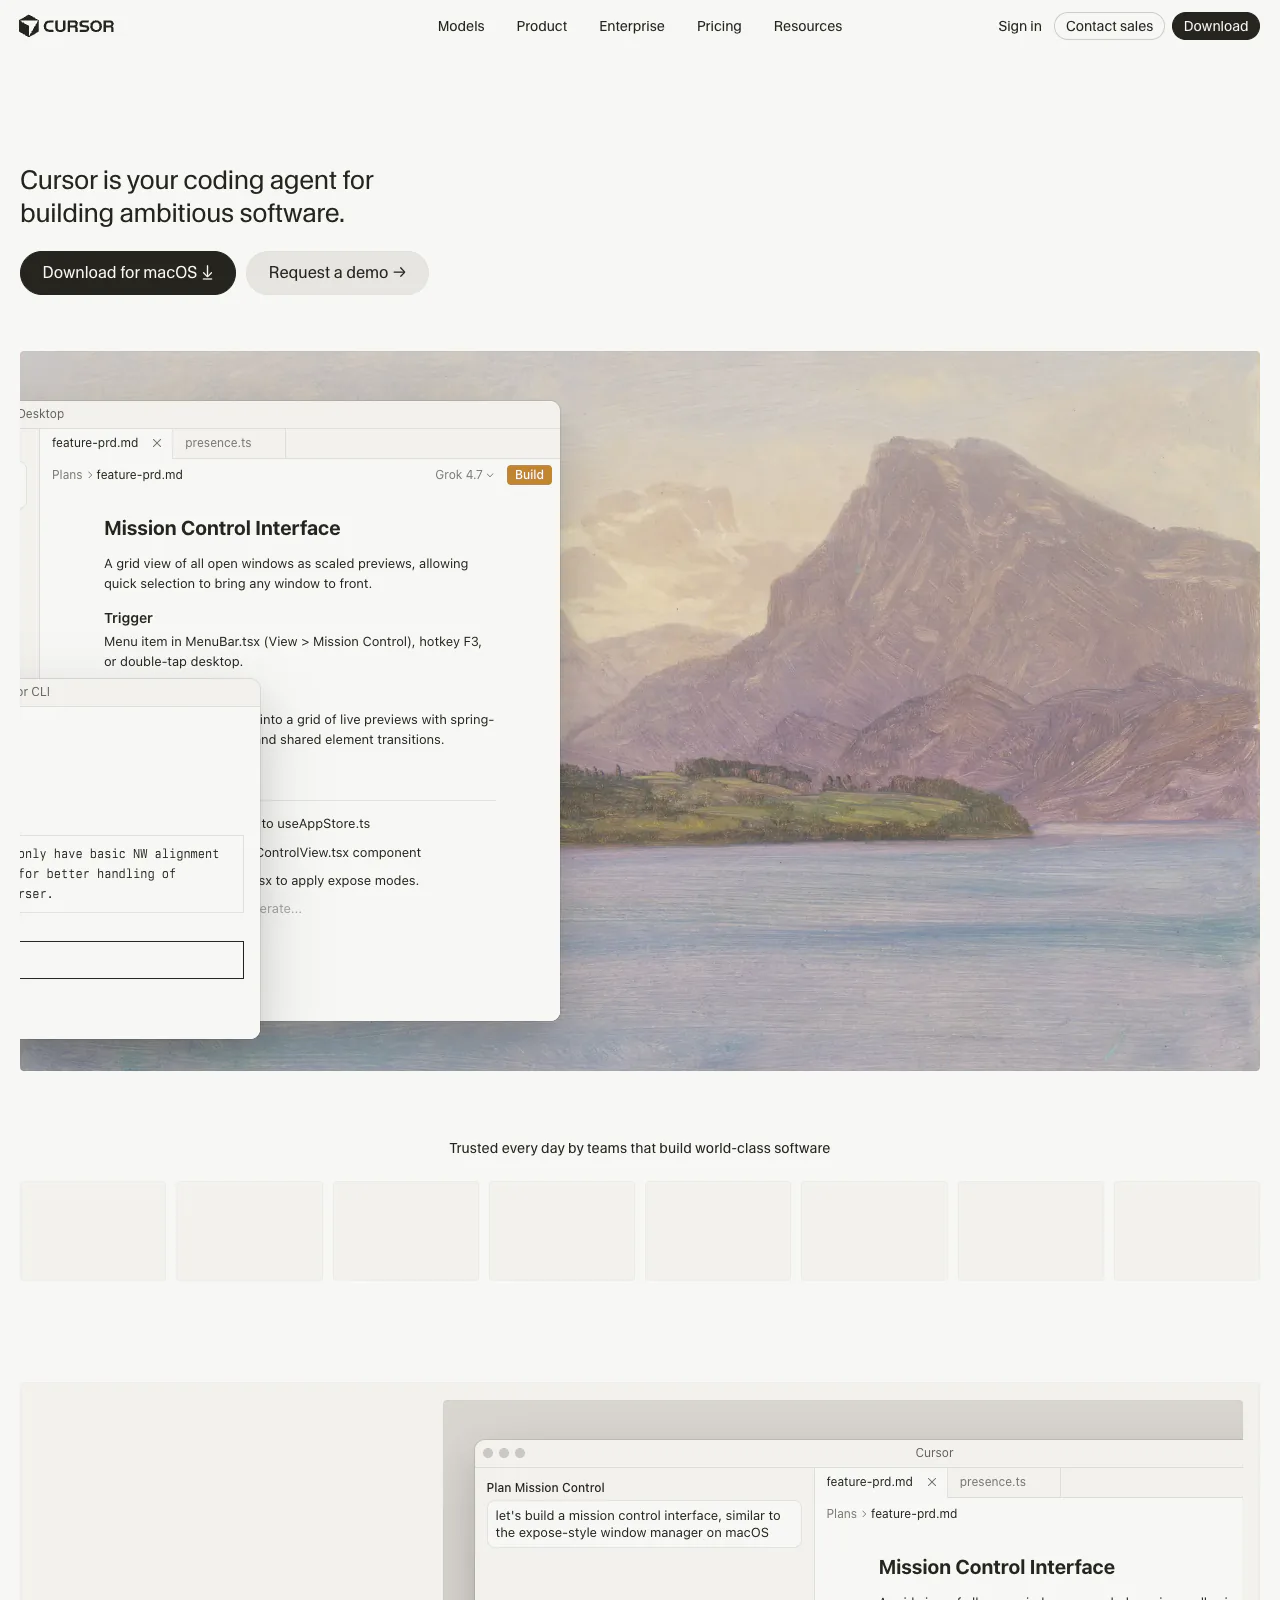 CURSOR
Models
Product
Enterprise
Pricing
Resources
Sign in
Contact sales
Download
Cursor is your coding agent for
building ambitious software.
Download for macOS ↓
Request a demo →
Desktop
feature-prd.md
presence.ts
Plans > feature-prd.md
Grok 4.7
Build
Mission Control Interface
A grid view of all open windows as scaled previews, allowing
quick selection to bring any window to front.
Trigger
Menu item in MenuBar.tsx (View > Mission Control), hotkey F3,
or double-tap desktop.
or CLI
into a grid of live previews with spring-
nd shared element transitions.
to useAppStore.ts
ControlView.tsx component
sx to apply expose modes.
erate...
only have basic NW alignment
for better handling of
rser.
Trusted every day by teams that build world-class software
Cursor
Plan Mission Control
let's build a mission control interface, similar to
the expose-style window manager on macOS
feature-prd.md
presence.ts
Plans > feature-prd.md
Mission Control Interface